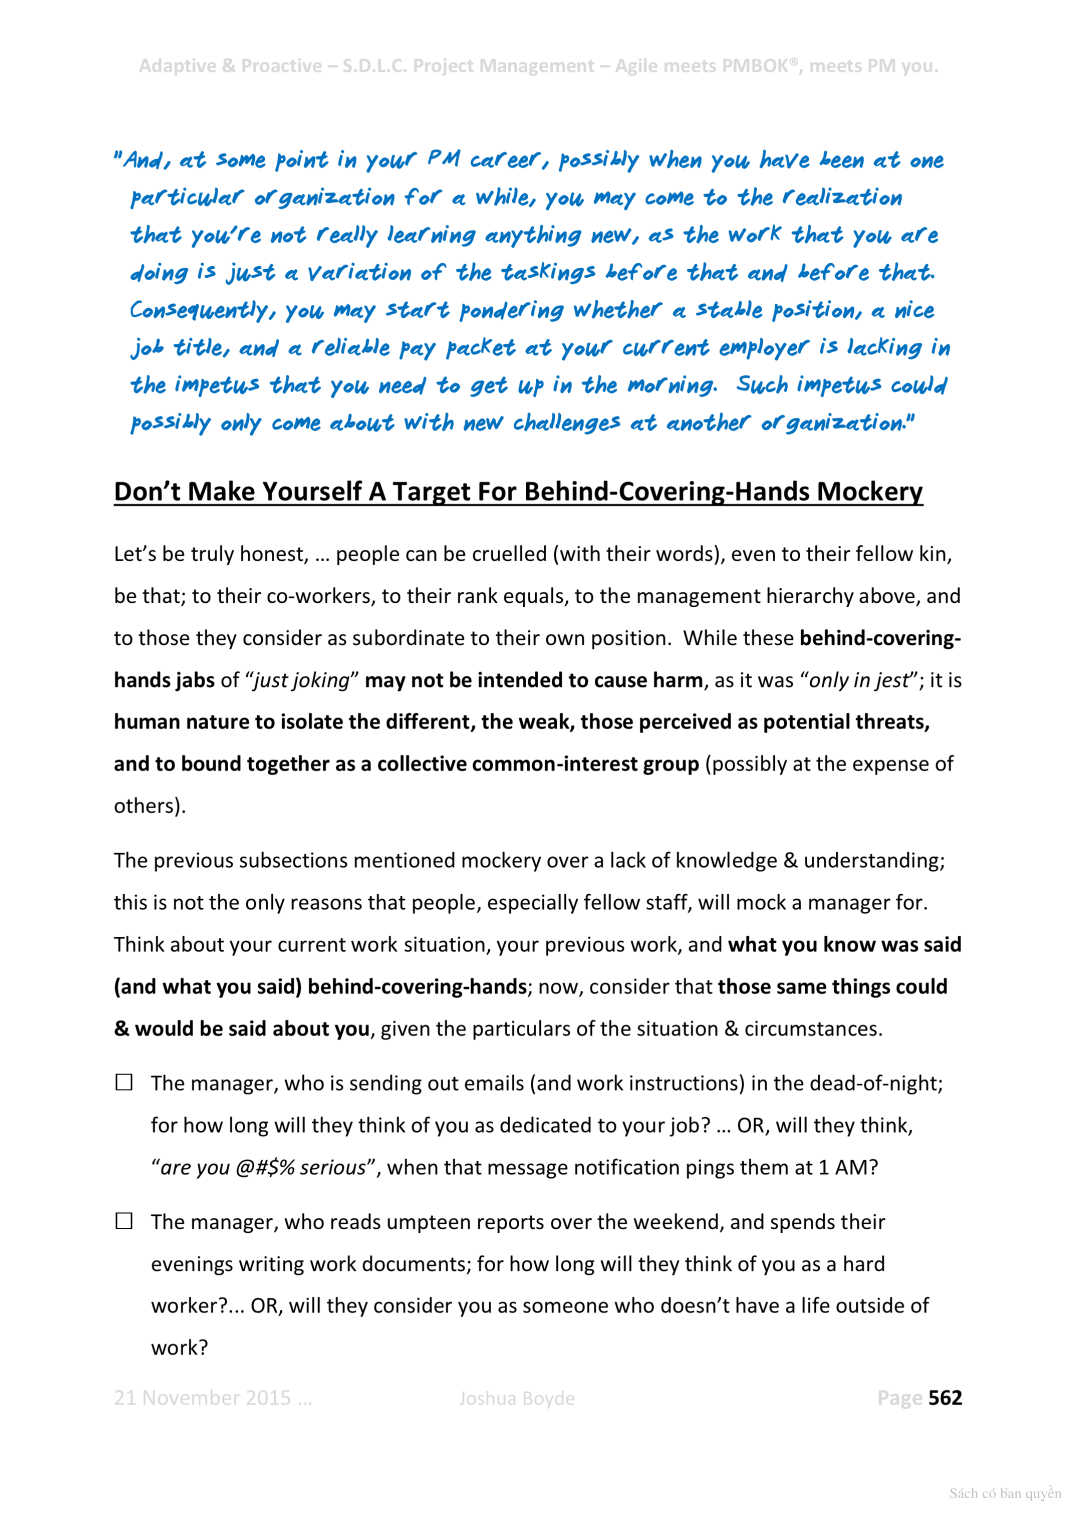 Adaptive & Proactive – S.D.L.C. Project Management – Agile meets PMBOK®, meets PM you.
"And, at some point in your PM career, possibly when you have been at one
particular organization for a while, you may come to the realization
that you're not really learning anything new, as the work that you are
doing is just a variation of the taskings before that and before that.
Consequently, you may start pondering whether a stable position, a nice
job title, and a reliable pay packet at your current employer is lacking in
the impetus that you need to get up in the morning.  Such impetus could
possibly only come about with new challenges at another organization."
Don’t Make Yourself A Target For Behind-Covering-Hands Mockery
Let’s be truly honest, … people can be cruelled (with their words), even to their fellow kin,
be that; to their co-workers, to their rank equals, to the management hierarchy above, and
to those they consider as subordinate to their own position.  While these behind-covering-
hands jabs of “just joking” may not be intended to cause harm, as it was “only in jest”; it is
human nature to isolate the different, the weak, those perceived as potential threats,
and to bound together as a collective common-interest group (possibly at the expense of
others).
The previous subsections mentioned mockery over a lack of knowledge & understanding;
this is not the only reasons that people, especially fellow staff, will mock a manager for.
Think about your current work situation, your previous work, and what you know was said
(and what you said) behind-covering-hands; now, consider that those same things could
& would be said about you, given the particulars of the situation & circumstances.
☐ The manager, who is sending out emails (and work instructions) in the dead-of-night;
for how long will they think of you as dedicated to your job? … OR, will they think,
“are you @#$% serious”, when that message notification pings them at 1 AM?
☐ The manager, who reads umpteen reports over the weekend, and spends their
evenings writing work documents; for how long will they think of you as a hard
worker?... OR, will they consider you as someone who doesn’t have a life outside of
work?
21 November 2015 … Joshua Boyde Page 562
Sách có bản quyền